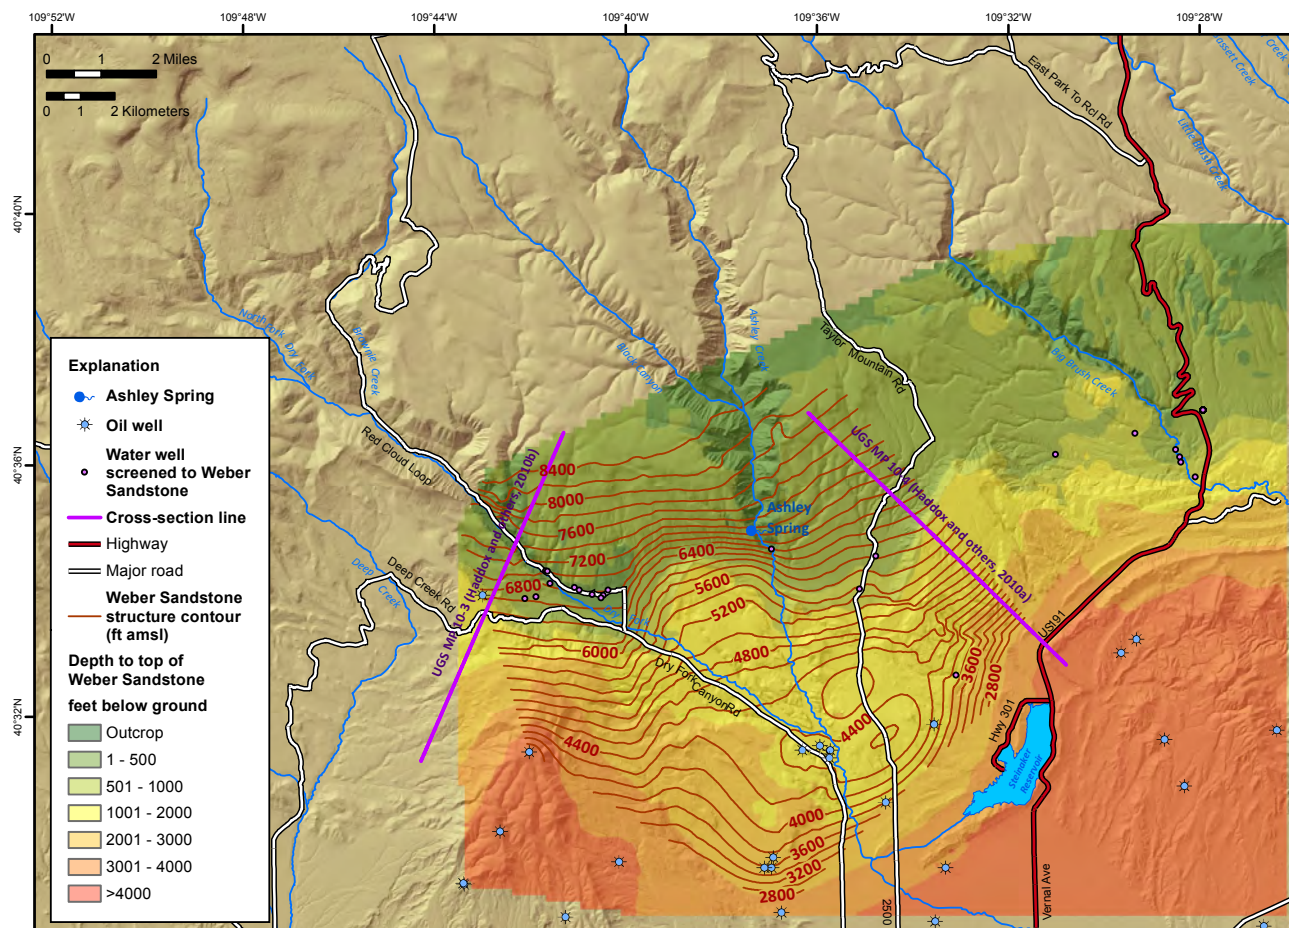 109°52'W
109°48'W
109°44'W
109°40'W
109°36'W
109°32'W
109°28'W
40°40'N
40°36'N
40°32'N
0 1 2 Miles
0 1 2 Kilometers
East Park To Rcl Rd
Little Brush Creek
Big Brush Creek
Taylor Mountain Rd
Ashley Creek
Black Canyon
North Fork Dry Fork
Brownie Creek
Red Cloud Loop
Deep Creek Rd
Deep Creek
Dry Fork
Dry Fork Canyon Rd
Ashley
Spring
UGS MP 10-3 (Haddox and others, 2010b)
UGS MP 10-4 (Haddox and others, 2010a)
8400
8000
7600
7200
6800
6400
6000
5600
5200
4800
4400
4400
4000
3600
3200
2800
3600
2800
US191
Hwy 301
Steinaker
Reservoir
Vernal Ave
2500
Explanation
Ashley Spring
Oil well
Water well
screened to Weber
Sandstone
Cross-section line
Highway
Major road
Weber Sandstone
structure contour
(ft amsl)
Depth to top of
Weber Sandstone
feet below ground
Outcrop
1 - 500
501 - 1000
1001 - 2000
2001 - 3000
3001 - 4000
>4000